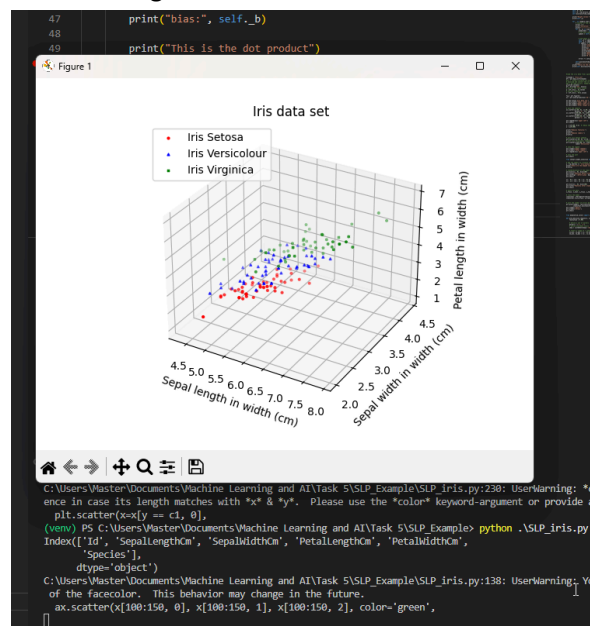 47 print("bias:", self._b)
48
49 print("This is the dot product")
Figure 1
Iris data set
Iris Setosa
Iris Versicolour
Iris Virginica
7
6
5
4
3
2
1
Petal length in width (cm)
4.5 5.0 5.5 6.0 6.5 7.0 7.5 8.0
Sepal length in width (cm)
2.0 2.5 3.0 3.5 4.0 4.5
Sepal width in width (cm)
C:\Users\Master\Documents\Machine Learning and AI\Task 5\SLP_Example\SLP_iris.py:230: UserWarning: *
ence in case its length matches with *x* & *y*. Please use the *color* keyword-argument or provide a
plt.scatter(x=x[y == c1, 0],
(venv) PS C:\Users\Master\Documents\Machine Learning and AI\Task 5\SLP_Example> python .\SLP_iris.py
Index(['Id', 'SepalLengthCm', 'SepalWidthCm', 'PetalLengthCm', 'PetalWidthCm',
'Species'],
dtype='object')
C:\Users\Master\Documents\Machine Learning and AI\Task 5\SLP_Example\SLP_iris.py:138: UserWarning: Yo
of the facecolor. This behavior may change in the future.
ax.scatter(x[100:150, 0], x[100:150, 1], x[100:150, 2], color='green',